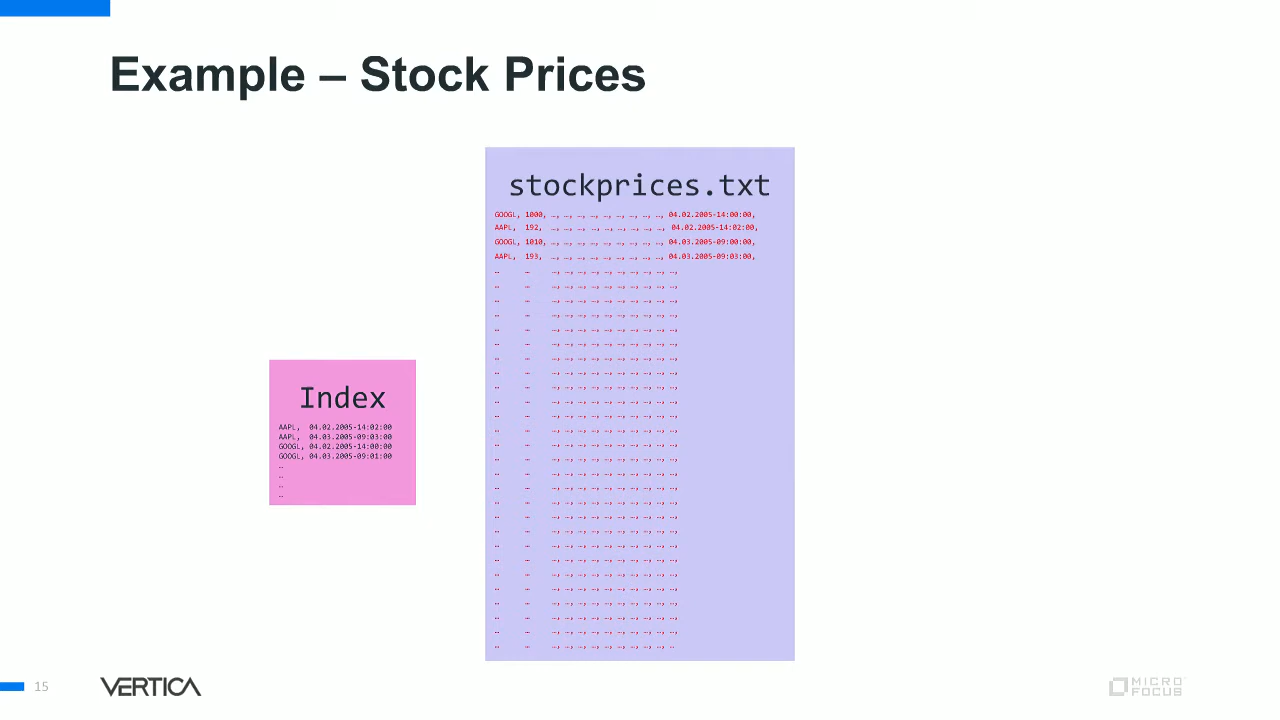 Example – Stock Prices
stockprices.txt
GOOGL, 1000, …, …, …, …, …, …, …, …, …, 04.02.2005-14:00:00,
AAPL, 192, …, …, …, …, …, …, …, …, …, 04.02.2005-14:02:00,
GOOGL, 1010, …, …, …, …, …, …, …, …, …, 04.03.2005-09:00:00,
AAPL, 193, …, …, …, …, …, …, …, …, …, 04.03.2005-09:03:00,
Index
AAPL, 04.02.2005-14:02:00
AAPL, 04.03.2005-09:03:00
GOOGL, 04.02.2005-14:00:00
GOOGL, 04.03.2005-09:01:00
..
..
..
..
15
VERTICA
MICRO
FOCUS